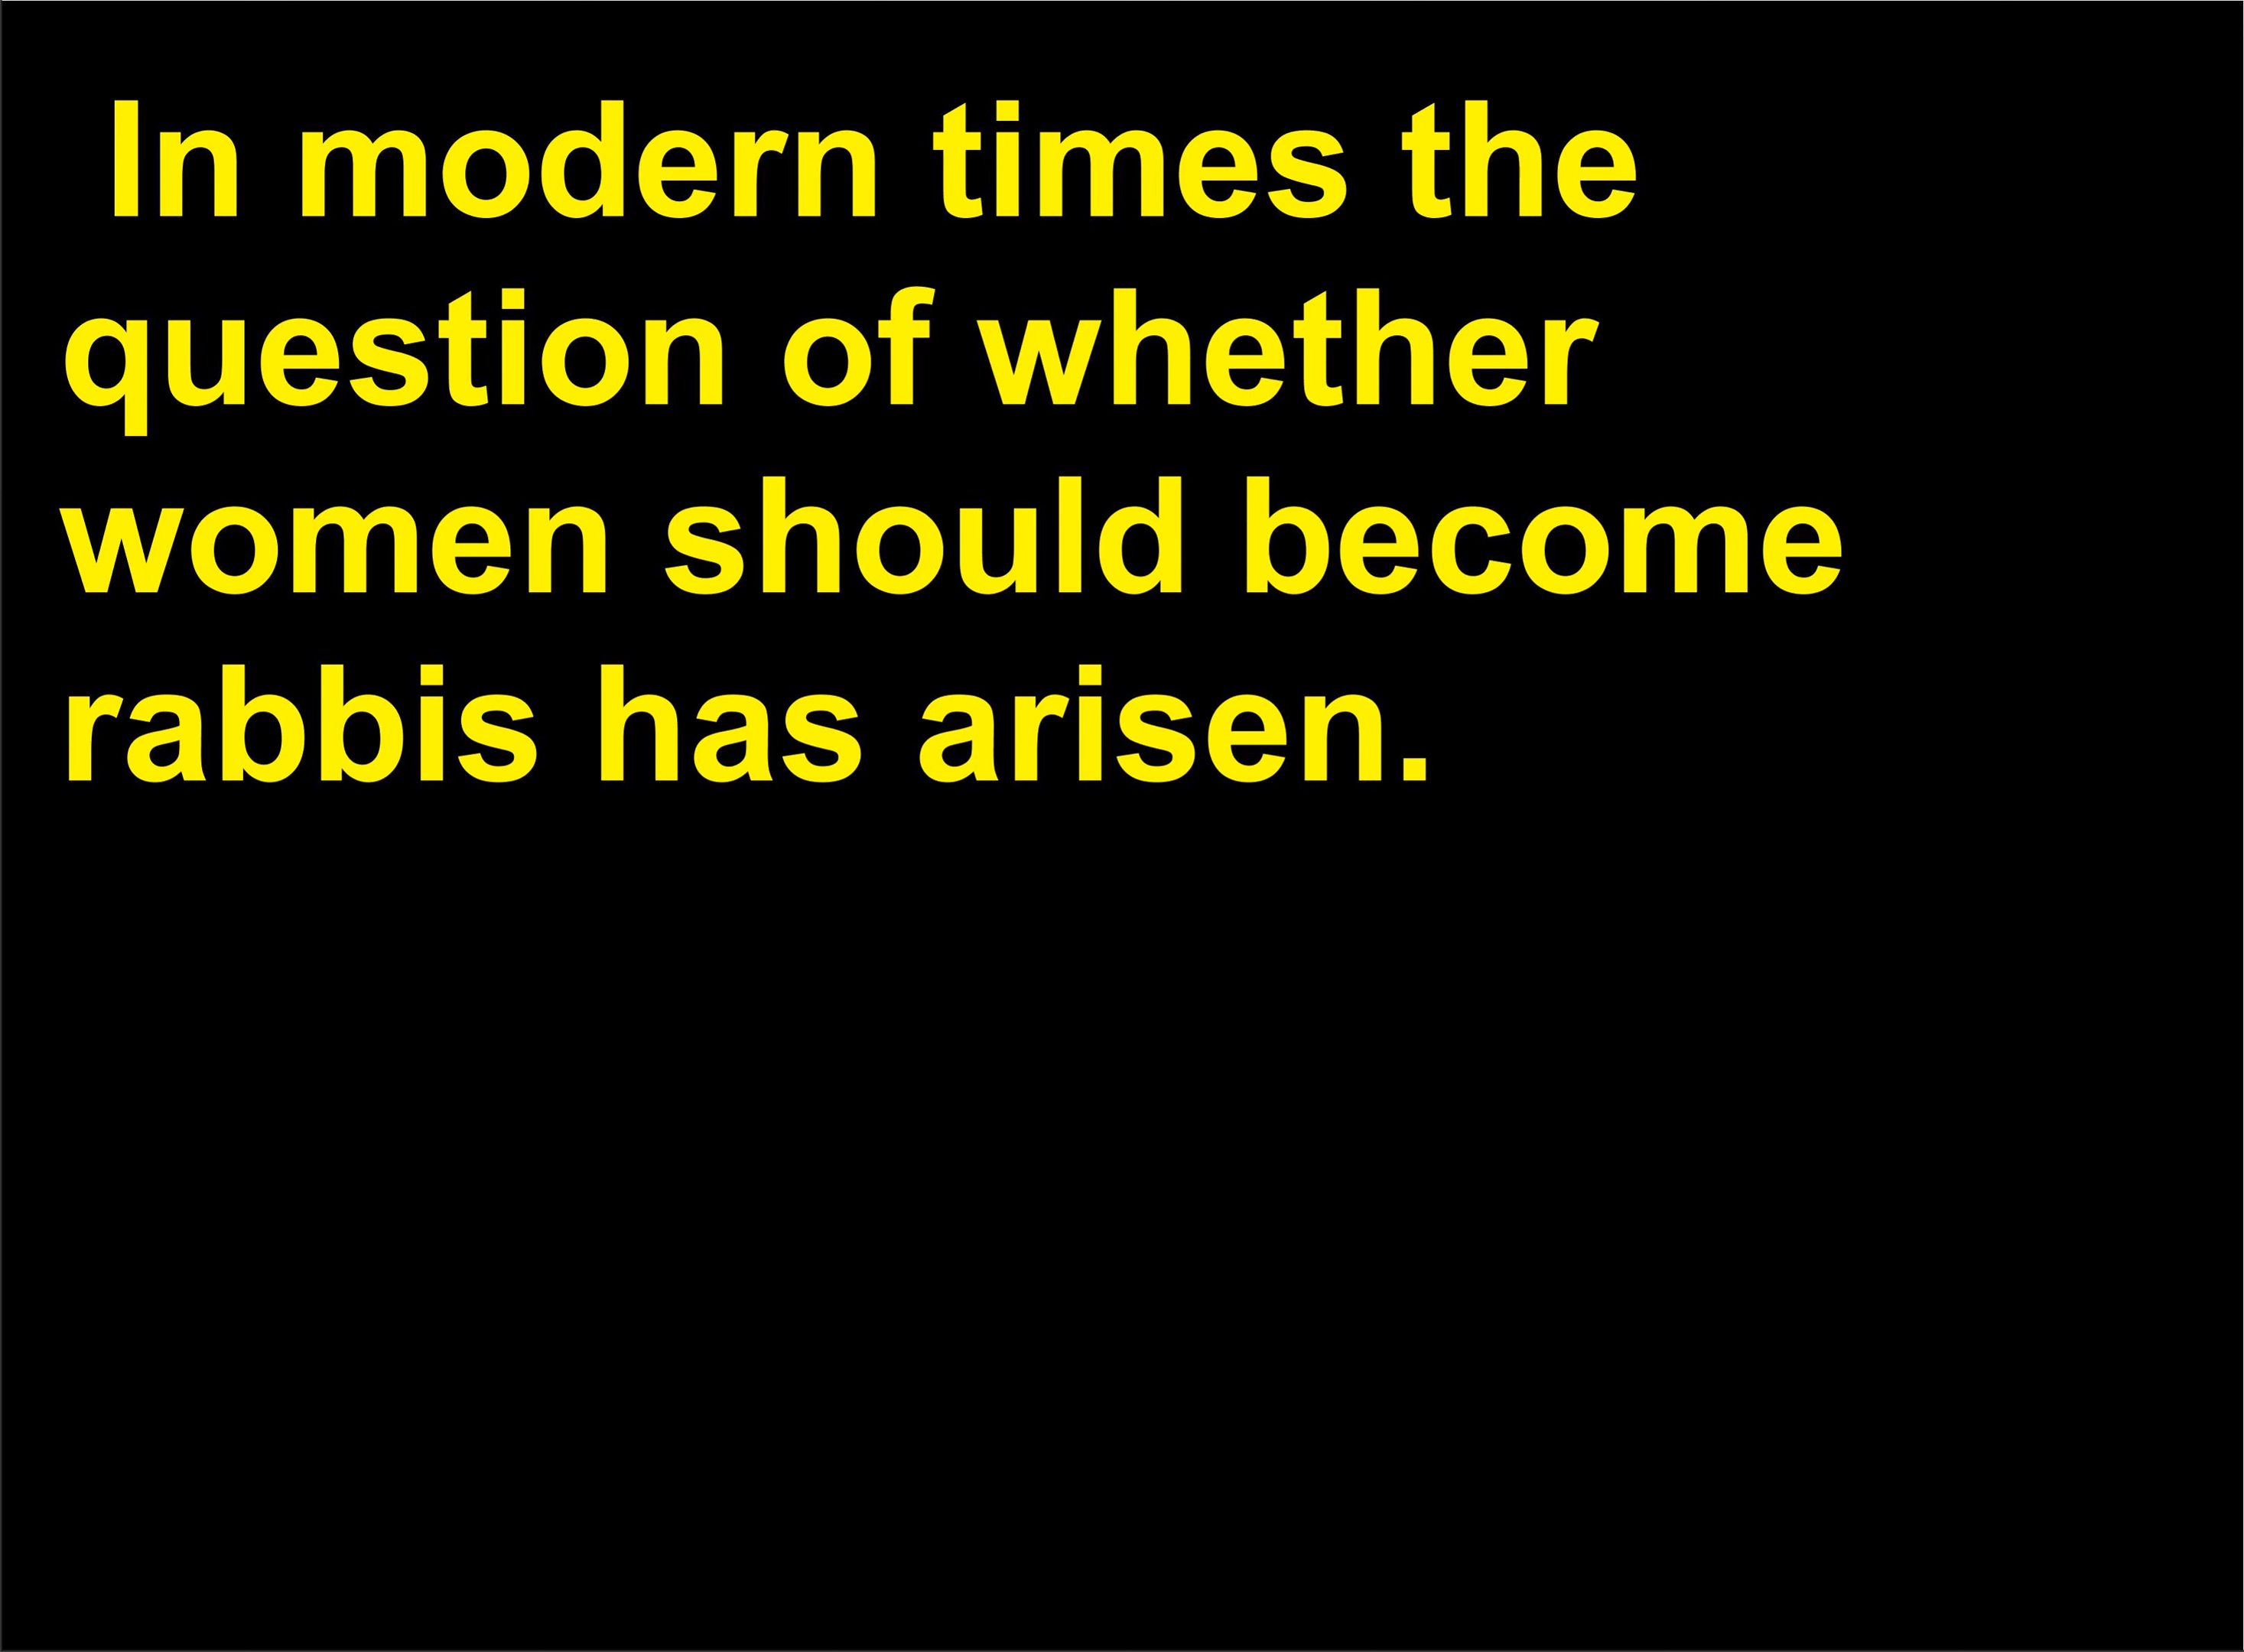 In modern times the
question of whether
women should become
rabbis has arisen.